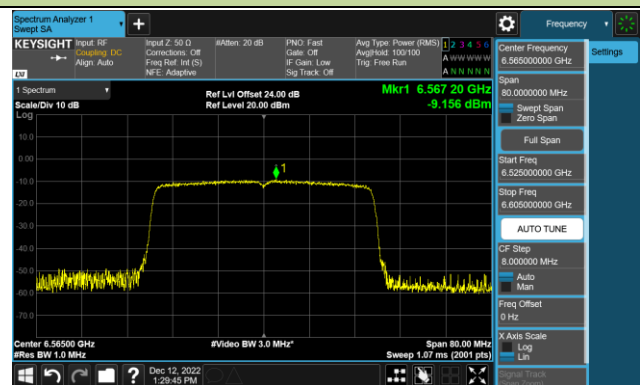 Spectrum Analyzer 1
Swept SA
Frequency
KEYSIGHT
Input: RF
Coupling: DC
Align: Auto
Input Z: 50 Ω
Corrections: Off
Freq Ref: Int (S)
NFE: Adaptive
#Atten: 20 dB
PNO: Fast
Gate: Off
IF Gain: Low
Sig Track: Off
Avg Type: Power (RMS)
Avg|Hold: 100/100
Trig: Free Run
1 2 3 4 5 6
A W W W W W
A N N N N N
LXI
1 Spectrum
Scale/Div 10 dB
Log
Ref Lvl Offset 24.00 dB
Ref Level 20.00 dBm
Mkr1 6.567 20 GHz
-9.156 dBm
10.0
0.00
-10.0
-20.0
-30.0
-40.0
-50.0
-60.0
-70.0
1
Center 6.56500 GHz
#Res BW 1.0 MHz
#Video BW 3.0 MHz*
Span 80.00 MHz
Sweep 1.07 ms (2001 pts)
Dec 12, 2022
1:29:45 PM
Center Frequency
6.565000000 GHz
Settings
Span
80.0000000 MHz
Swept Span
Zero Span
Full Span
Start Freq
6.525000000 GHz
Stop Freq
6.605000000 GHz
AUTO TUNE
CF Step
8.000000 MHz
Auto
Man
Freq Offset
0 Hz
X Axis Scale
Log
Lin
Signal Track